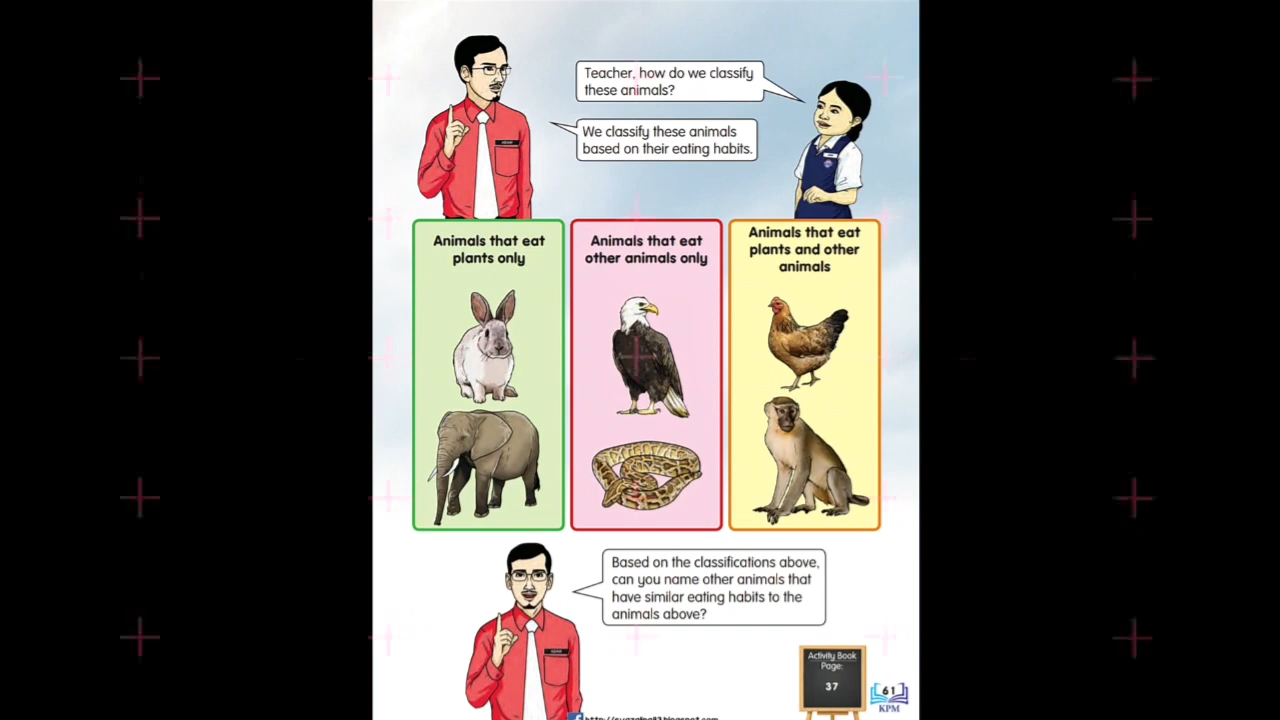 Teacher, how do we classify
these animals?
We classify these animals
based on their eating habits.
Animals that eat
plants only
Animals that eat
other animals only
Animals that eat
plants and other
animals
Based on the classifications above,
can you name other animals that
have similar eating habits to the
animals above?
Activity Book
Page:
37
61
KPM